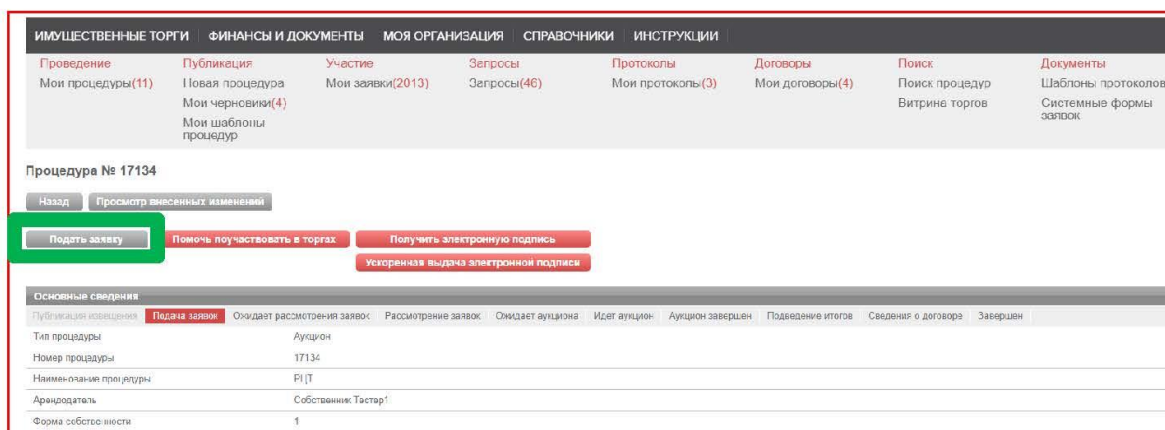 ИМУЩЕСТВЕННЫЕ ТОРГИ ФИНАНСЫ И ДОКУМЕНТЫ МОЯ ОРГАНИЗАЦИЯ СПРАВОЧНИКИ ИНСТРУКЦИИ
Проведение Публикация Участие Запросы Протоколы Договоры Поиск Документы
Мои процедуры(11) Новая процедура Мои заявки(2013) Запросы(46) Мои протоколы(3) Мои договоры(4) Поиск процедур Шаблоны протоколов
Мои черновики(4) Витрина торгов Системные формы заявок
Мои шаблоны процедур
Процедура № 17134
Назад Просмотр внесенных изменений
Подать заявку Помочь поучаствовать в торгах Получить электронную подпись
Ускоренная выдача электронной подписи
Основные сведения
Публикация извещения Подача заявок Ожидает рассмотрения заявок Рассмотрение заявок Ожидает аукциона Идет аукцион Аукцион завершен Подведение итогов Сведения о договоре Завершен
Тип процедуры Аукцион
Номер процедуры 17134
Наименование процедуры
Арендодатель Собственник Тестер1
Форма собственности 1